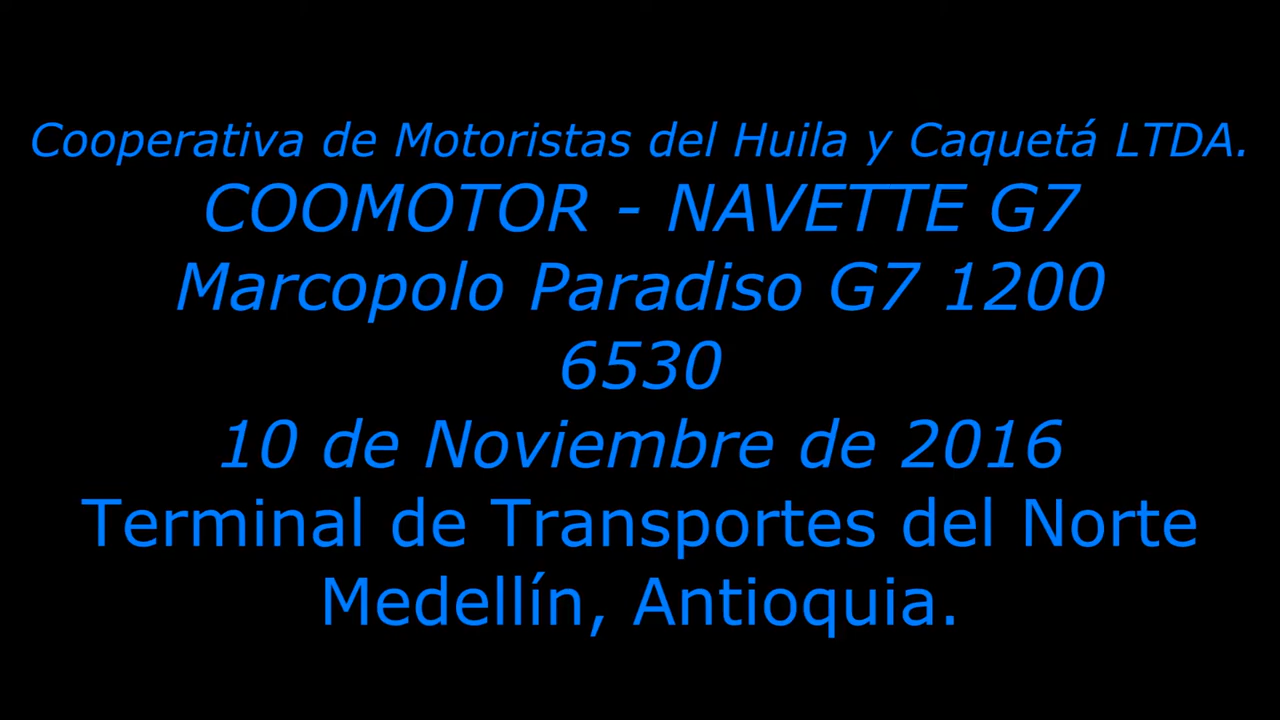 Cooperativa de Motoristas del Huila y Caquetá LTDA.
COOMOTOR - NAVETTE G7
Marcopolo Paradiso G7 1200
6530
10 de Noviembre de 2016
Terminal de Transportes del Norte
Medellín, Antioquia.